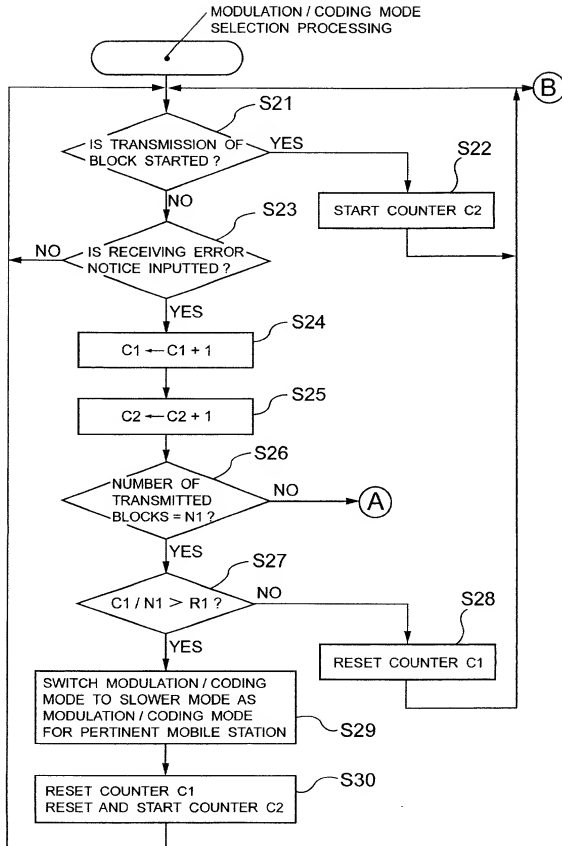 MODULATION / CODING MODE
SELECTION PROCESSING
B
S21
IS TRANSMISSION OF
BLOCK STARTED ?
YES
S22
START COUNTER C2
NO
S23
NO
IS RECEIVING ERROR
NOTICE INPUTTED ?
YES
S24
C1 ← C1 + 1
S25
C2 ← C2 + 1
S26
NUMBER OF
TRANSMITTED
BLOCKS = N1 ?
NO
A
YES
S27
C1 / N1 > R1 ?
NO
S28
RESET COUNTER C1
YES
SWITCH MODULATION / CODING
MODE TO SLOWER MODE AS
MODULATION / CODING MODE
FOR PERTINENT MOBILE STATION
S29
RESET COUNTER C1
RESET AND START COUNTER C2
S30